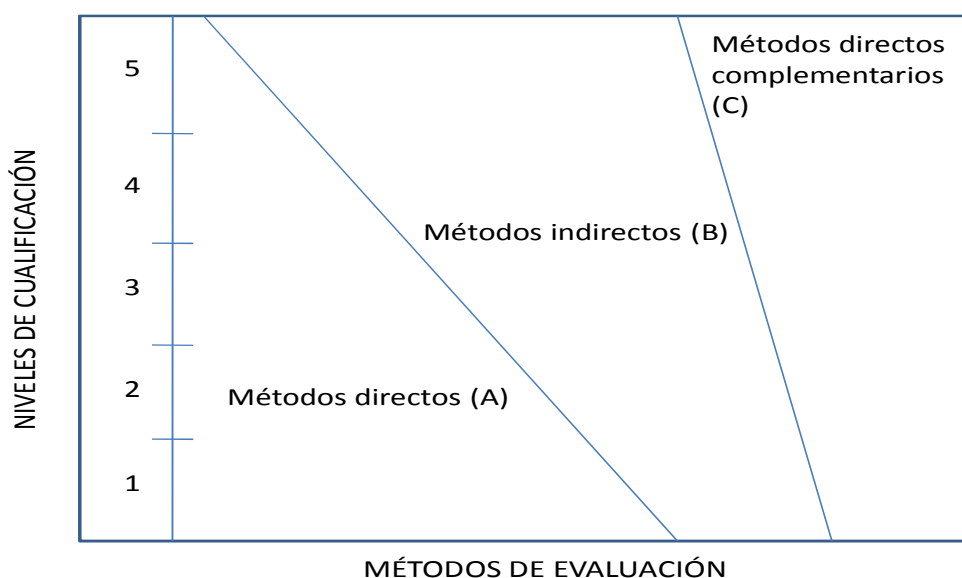 NIVELES DE CUALIFICACIÓN
5
4
3
2
1
Métodos directos
complementarios
(C)
Métodos indirectos (B)
Métodos directos (A)
MÉTODOS DE EVALUACIÓN